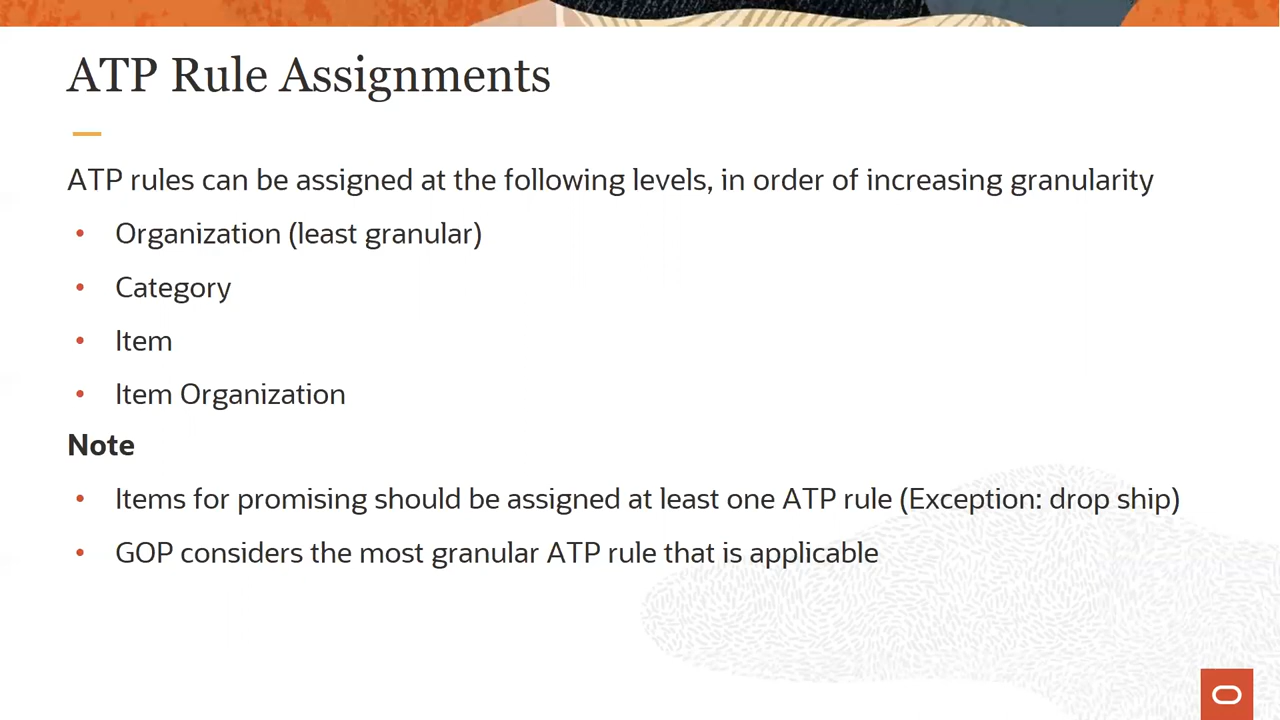 ATP Rule Assignments
ATP rules can be assigned at the following levels, in order of increasing granularity
• Organization (least granular)
• Category
• Item
• Item Organization
Note
• Items for promising should be assigned at least one ATP rule (Exception: drop ship)
• GOP considers the most granular ATP rule that is applicable